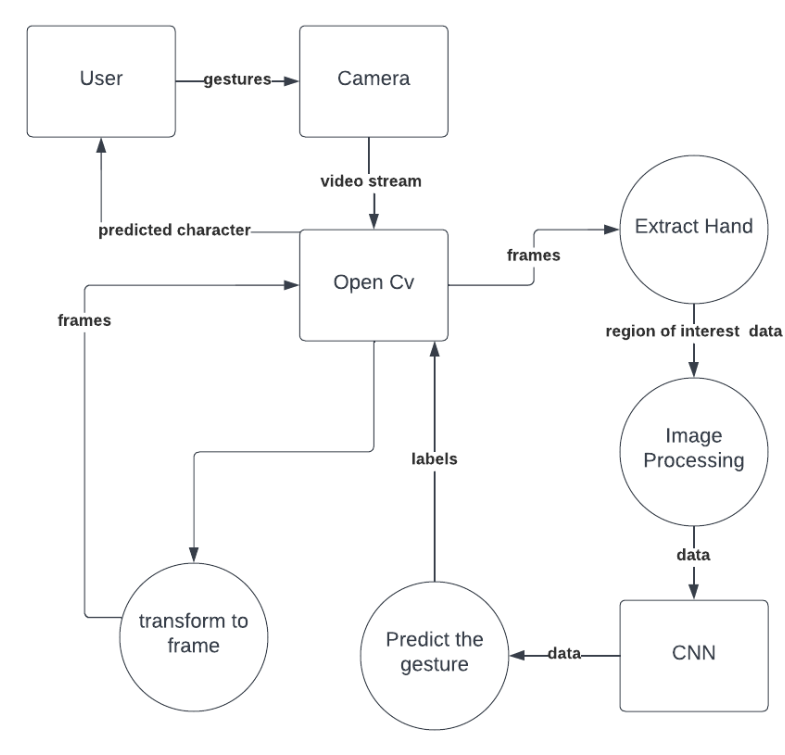 User
gestures
Camera
video stream
predicted character
Extract Hand
frames
Open Cv
frames
region of interest data
Image
Processing
labels
data
transform to
frame
Predict the
gesture
data
CNN